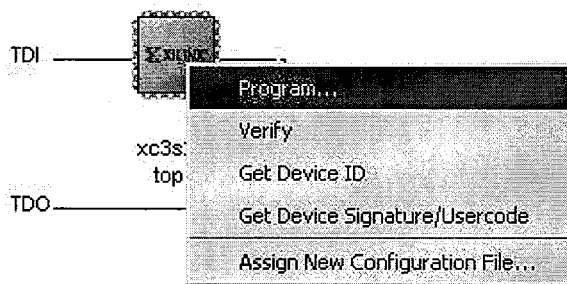 TDI
XILINX
Program...
Verify
xc3s
top
Get Device ID
TDO
Get Device Signature/Usercode
Assign New Configuration File...